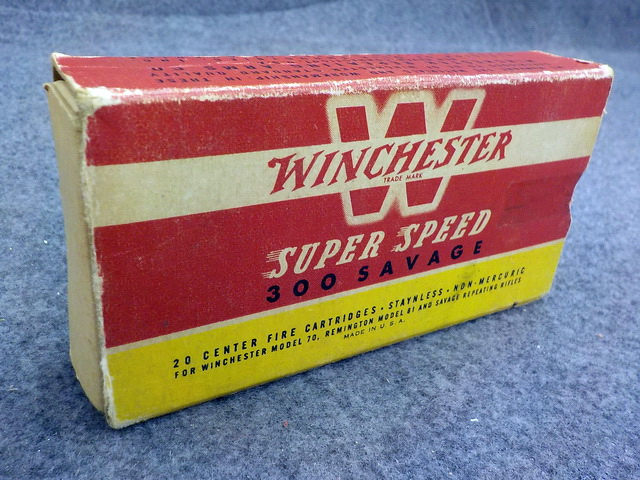 W
WINCHESTER
TRADE MARK
SUPER SPEED
300 SAVAGE
20 CENTER FIRE CARTRIDGES · STAYNLESS · NON-MERCURIC
FOR WINCHESTER MODEL 70, REMINGTON MODEL 81 AND SAVAGE REPEATING RIFLES
MADE IN U.S.A.